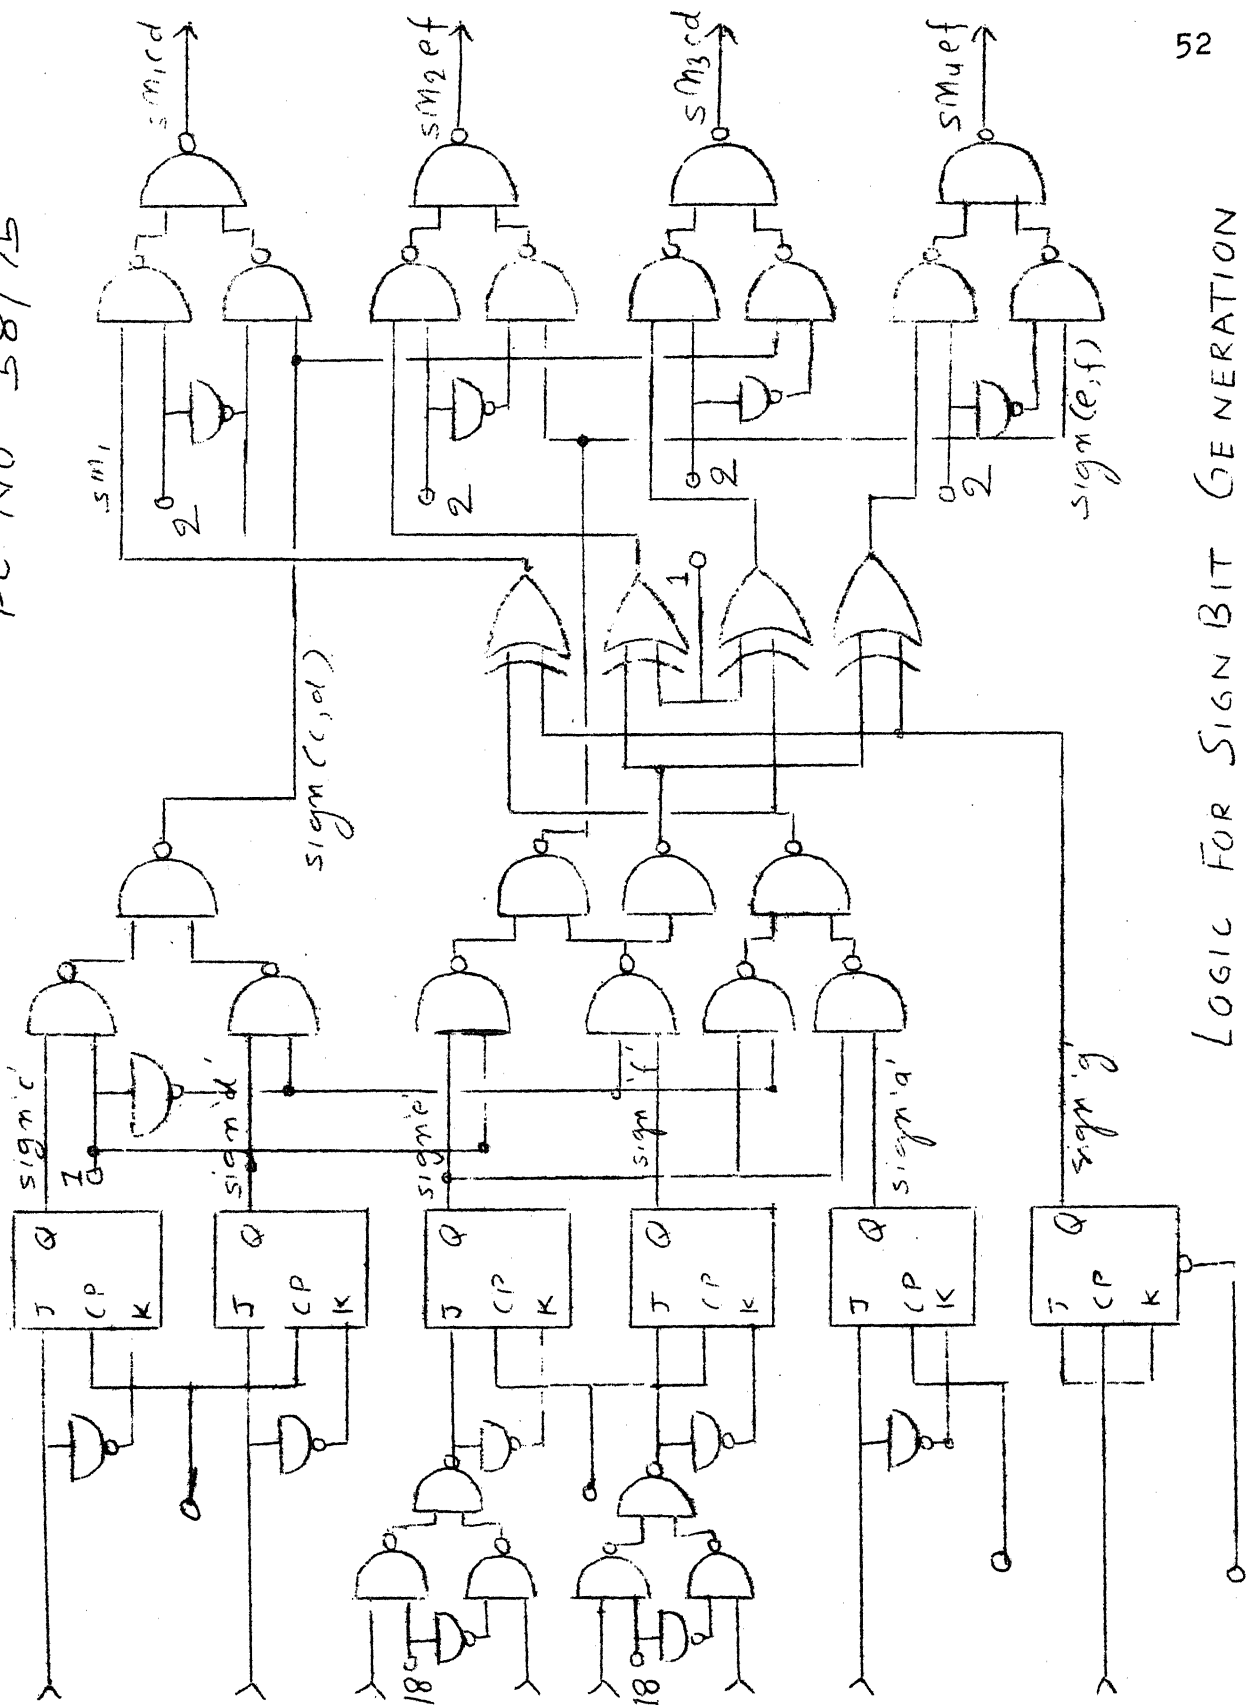 52
sm₁cd
sm₂ef
sm₃cd
sm₄ef
sm₁
2
2
2
2
sign(e,f)
1
sign(c,d)
sign 'c'
1
sign 'd'
sign 'e'
sign 'f'
sign 'a'
sign 'g'
J CP K Q
J CP K Q
J CP K Q
J CP K Q
J CP K Q
J CP K Q
18
18
LOGIC FOR SIGN BIT GENERATION